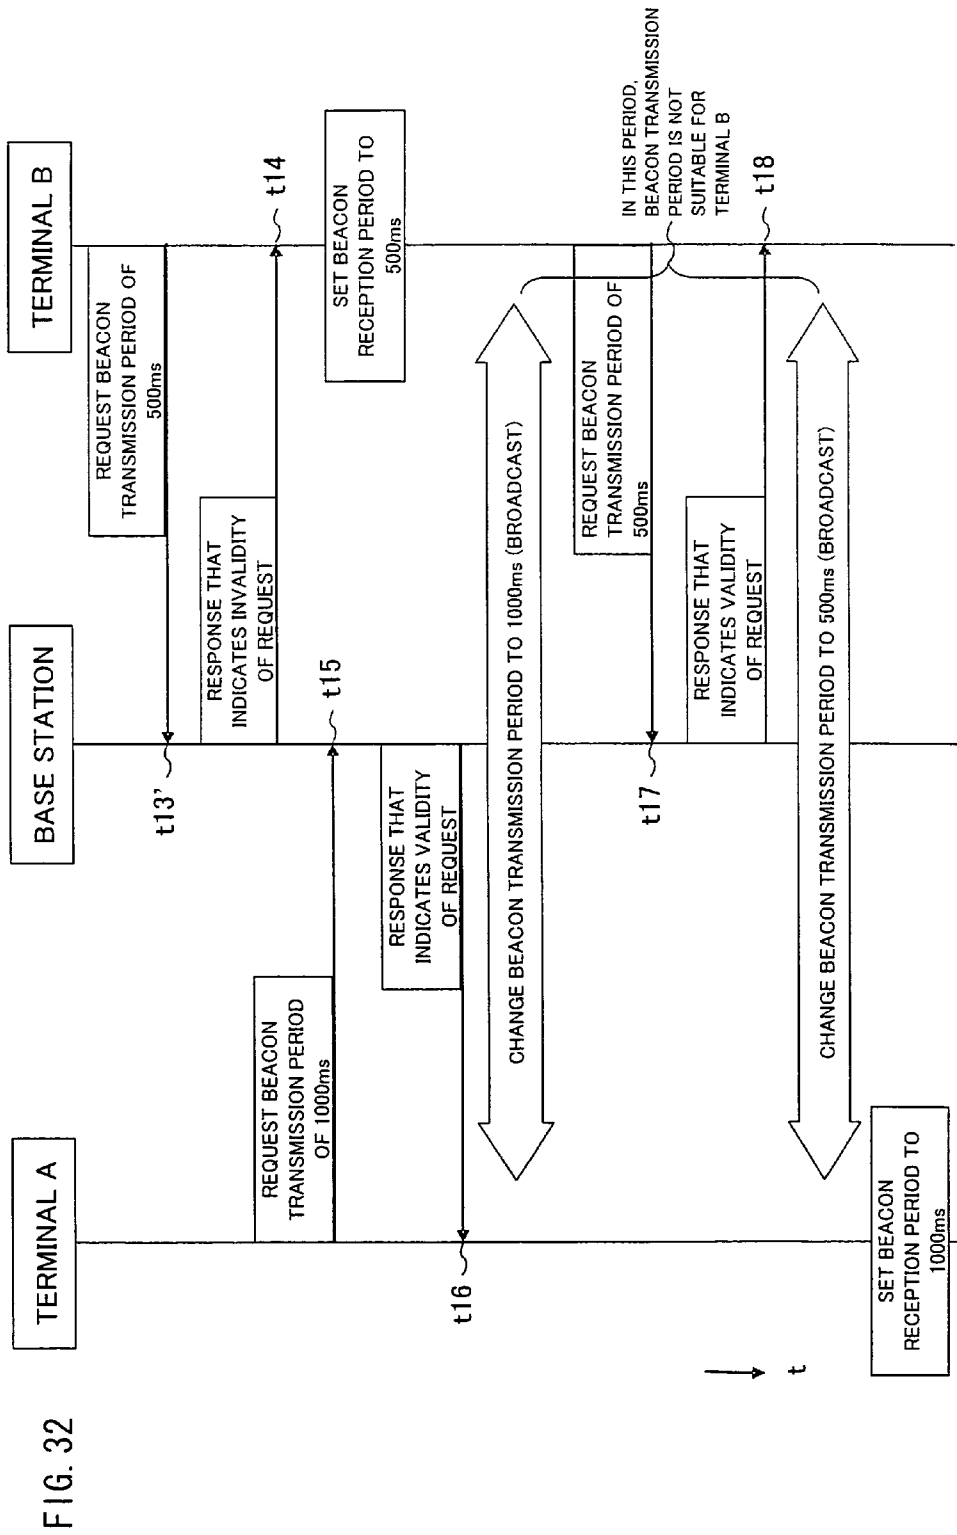 FIG. 32
TERMINAL A
BASE STATION
TERMINAL B
REQUEST BEACON
TRANSMISSION PERIOD OF
500ms
t13'
RESPONSE THAT
INDICATES INVALIDITY
OF REQUEST
t14
REQUEST BEACON
TRANSMISSION PERIOD
OF 1000ms
t15
SET BEACON
RECEPTION PERIOD TO
500ms
RESPONSE THAT
INDICATES VALIDITY
OF REQUEST
t16
CHANGE BEACON TRANSMISSION PERIOD TO 1000ms (BROADCAST)
REQUEST BEACON
TRANSMISSION PERIOD OF
500ms
t17
IN THIS PERIOD,
BEACON TRANSMISSION
PERIOD IS NOT
SUITABLE FOR
TERMINAL B
RESPONSE THAT
INDICATES VALIDITY
OF REQUEST
t18
CHANGE BEACON TRANSMISSION PERIOD TO 500ms (BROADCAST)
t
SET BEACON
RECEPTION PERIOD TO
1000ms